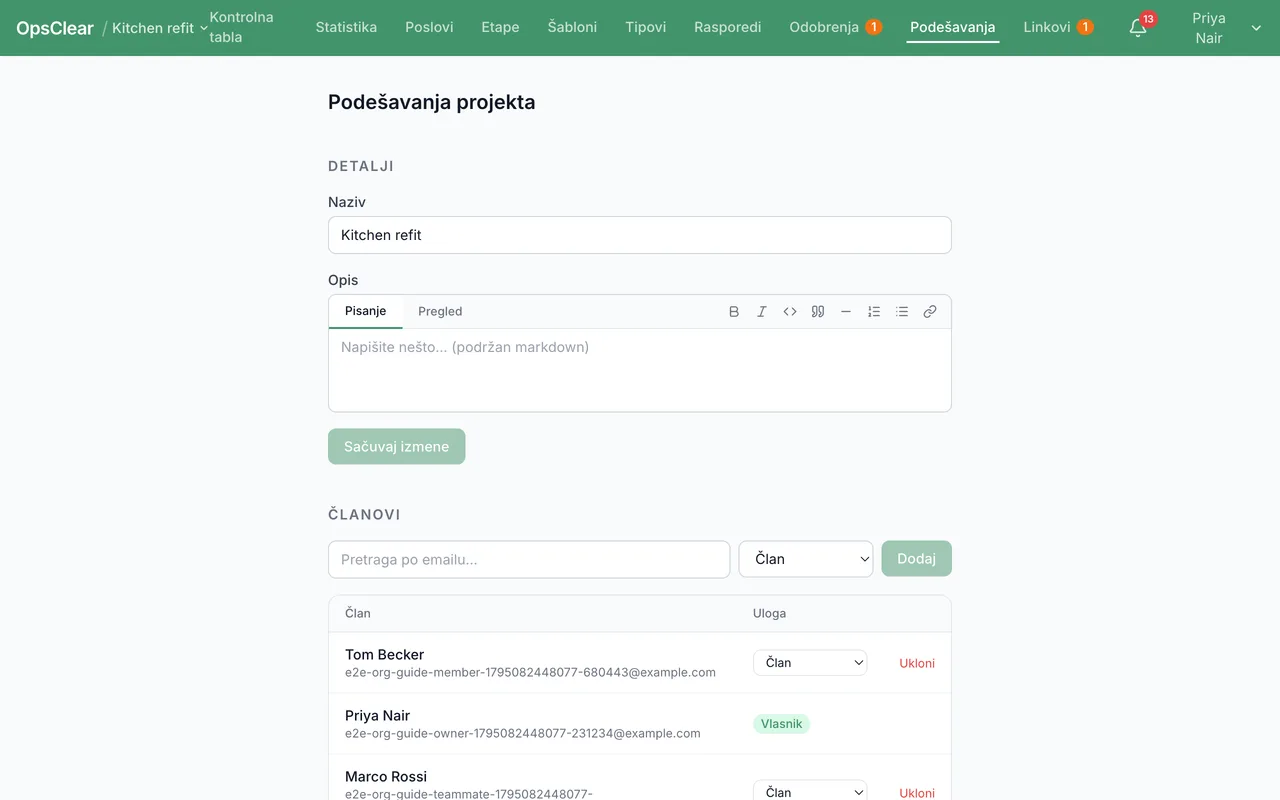 OpsClear / Kitchen refit
Kontrolna
tabla
Statistika
Poslovi
Etape
Šabloni
Tipovi
Rasporedi
Odobrenja 1
Podešavanja
Linkovi 1
13
Priya
Nair
Podešavanja projekta
DETALJI
Naziv
Kitchen refit
Opis
Pisanje
Pregled
Napišite nešto... (podržan markdown)
Sačuvaj izmene
ČLANOVI
Pretraga po emailu...
Član
Dodaj
Član
Uloga
Tom Becker
e2e-org-guide-member-1795082448077-680443@example.com
Član
Ukloni
Priya Nair
e2e-org-guide-owner-1795082448077-231234@example.com
Vlasnik
Marco Rossi
e2e-org-guide-teammate-1795082448077-
Član
Ukloni